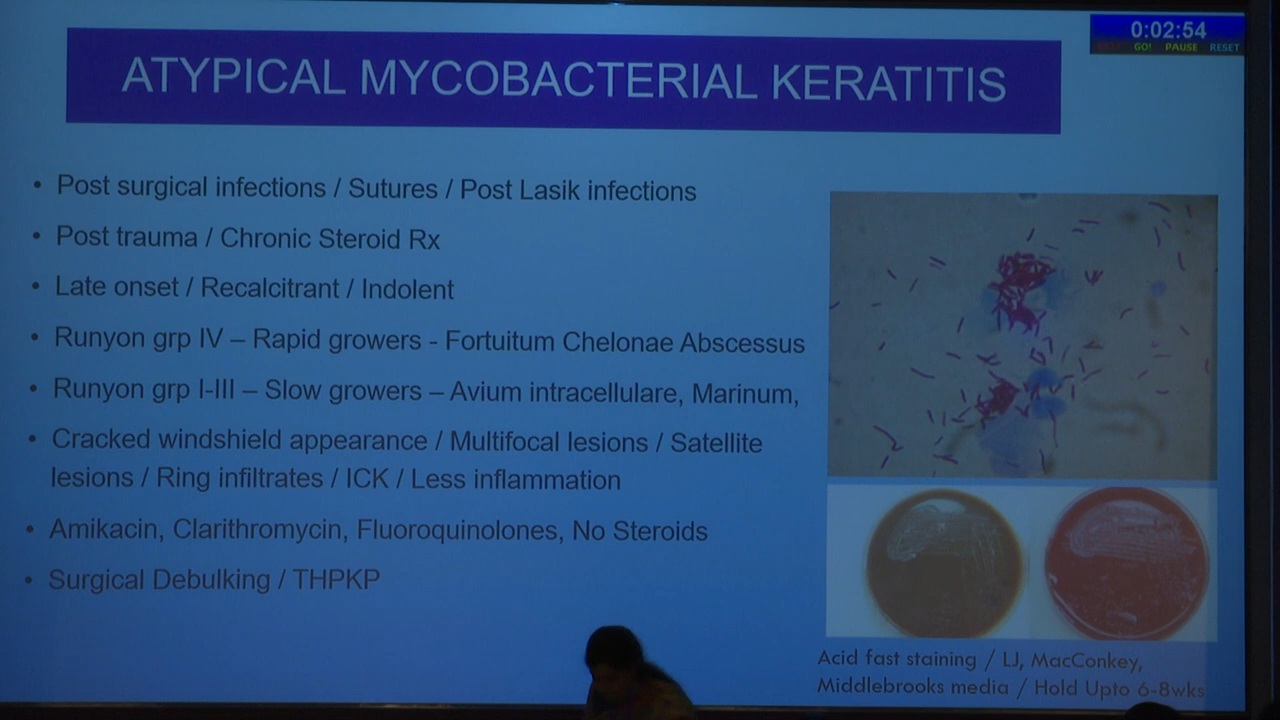 0:02:54
GO! PAUSE RESET
ATYPICAL MYCOBACTERIAL KERATITIS
• Post surgical infections / Sutures / Post Lasik infections
• Post trauma / Chronic Steroid Rx
• Late onset / Recalcitrant / Indolent
• Runyon grp IV – Rapid growers - Fortuitum Chelonae Abscessus
• Runyon grp I-III – Slow growers – Avium intracellulare, Marinum,
• Cracked windshield appearance / Multifocal lesions / Satellite
lesions / Ring infiltrates / ICK / Less inflammation
• Amikacin, Clarithromycin, Fluoroquinolones, No Steroids
• Surgical Debulking / THPKP
Acid fast staining / LJ, MacConkey,
Middlebrooks media / Hold Upto 6-8wks